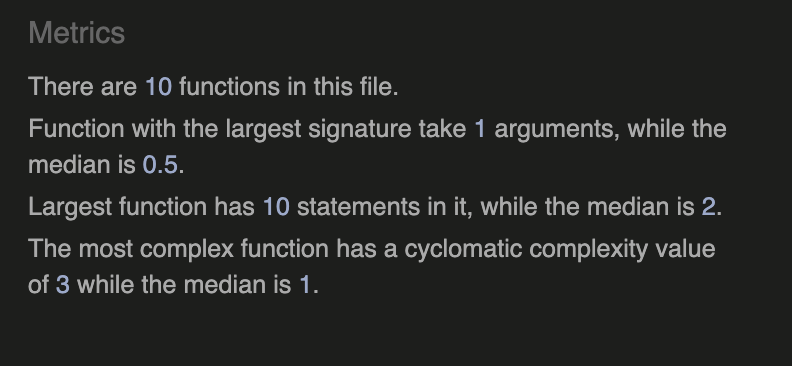 Metrics
There are 10 functions in this file.
Function with the largest signature take 1 arguments, while the
median is 0.5.
Largest function has 10 statements in it, while the median is 2.
The most complex function has a cyclomatic complexity value
of 3 while the median is 1.